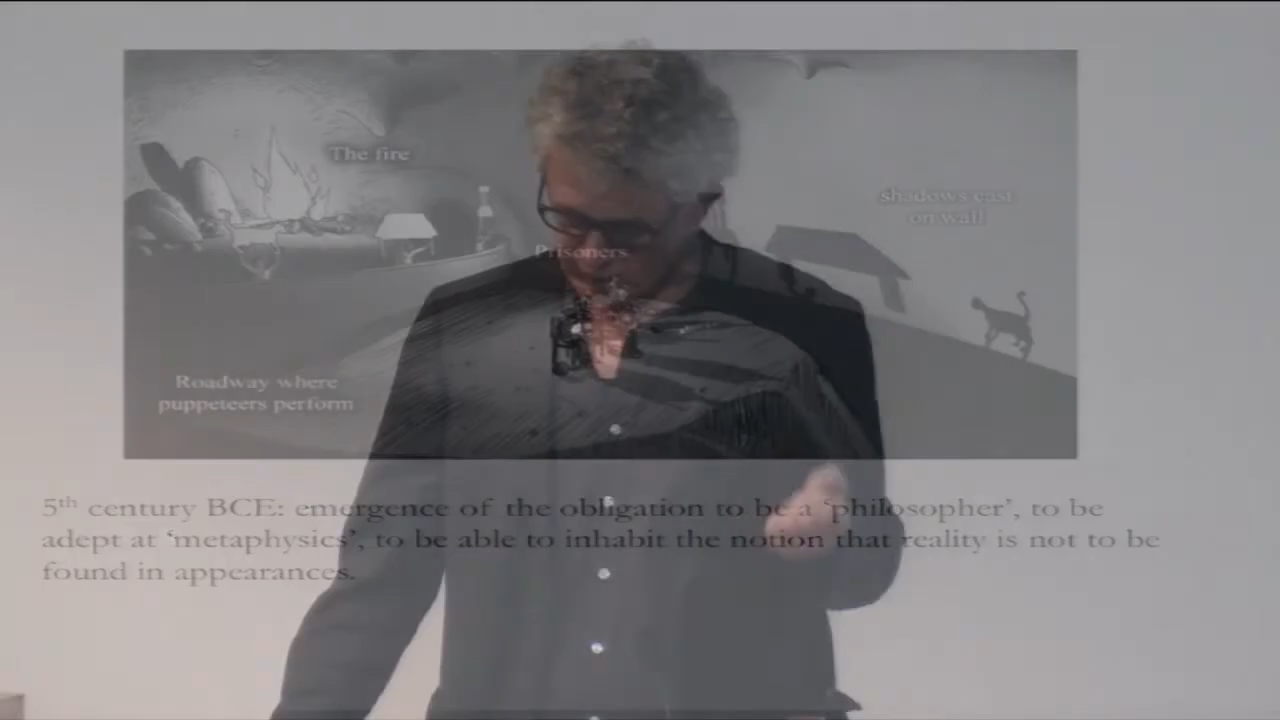 The fire
shadows cast
on wall
Prisoners
Roadway where
puppeteers perform
5th century BCE: emergence of the obligation to be a ‘philosopher’, to be
adept at ‘metaphysics’, to be able to inhabit the notion that reality is not to be
found in appearances.